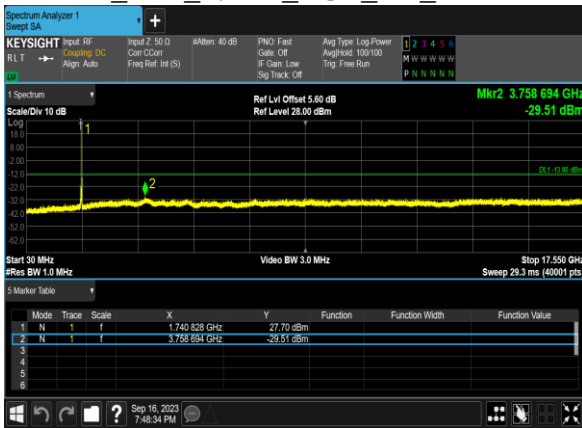 Spectrum Analyzer 1
Swept SA
KEYSIGHT
RLT
LV
Input: RF
Coupling: DC
Align: Auto
Input Z: 50 Ω
Corr CCorr
Freq Ref: Int (S)
#Atten: 40 dB
PNO: Fast
Gate: Off
IF Gain: Low
Sig Track: Off
Avg Type: Log-Power
Avg|Hold: 100/100
Trig: Free Run
1 2 3 4 5 6
M W W W W W
P N N N N N
1 Spectrum
Scale/Div 10 dB
Ref Lvl Offset 5.60 dB
Ref Level 28.00 dBm
Mkr2 3.758 694 GHz
-29.51 dBm
Log
18.0
8.00
-2.00
-12.0
-22.0
-32.0
-42.0
-52.0
-62.0
1
2
DL1 -13.00 dBm
Start 30 MHz
#Res BW 1.0 MHz
Video BW 3.0 MHz
Stop 17.550 GHz
Sweep 29.3 ms (40001 pts
5 Marker Table
Mode Trace Scale X Y Function Function Width Function Value
1 N 1 f 1.740 828 GHz 27.70 dBm
2 N 1 f 3.758 694 GHz -29.51 dBm
3
4
5
6
?
Sep 16, 2023
7:48:34 PM